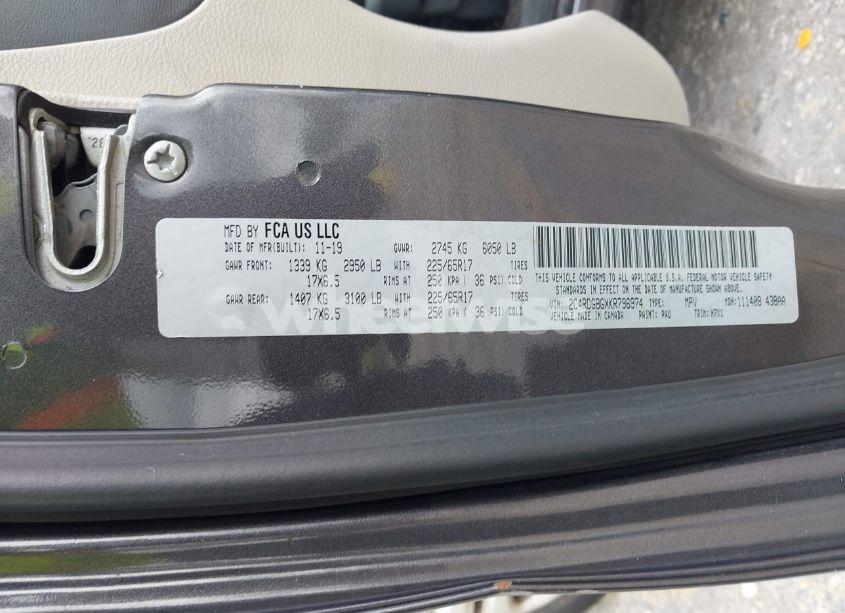 MFD BY FCA US LLC
DATE OF MFR(BUILT): 11-19 GVWR: 2745 KG 6050 LB
GAWR FRONT: 1339 KG 2950 LB WITH 225/65R17 TIRES
17X6.5 RIMS AT 250 KPA ( 36 PSI)COLD
GAWR REAR: 1407 KG 3100 LB WITH 225/65R17 TIRES
17X6.5 RIMS AT 250 KPA ( 36 PSI)COLD
THIS VEHICLE CONFORMS TO ALL APPLICABLE U.S.A. FEDERAL MOTOR VEHICLE SAFETY
STANDARDS IN EFFECT ON THE DATE OF MANUFACTURE SHOWN ABOVE.
VIN: 2C4RDGBGXKR796974 TYPE: MPV MDH: 111408 438AA
VEHICLE MADE IN CANADA PAINT: PAU TRIM: H7X1
wheelwise